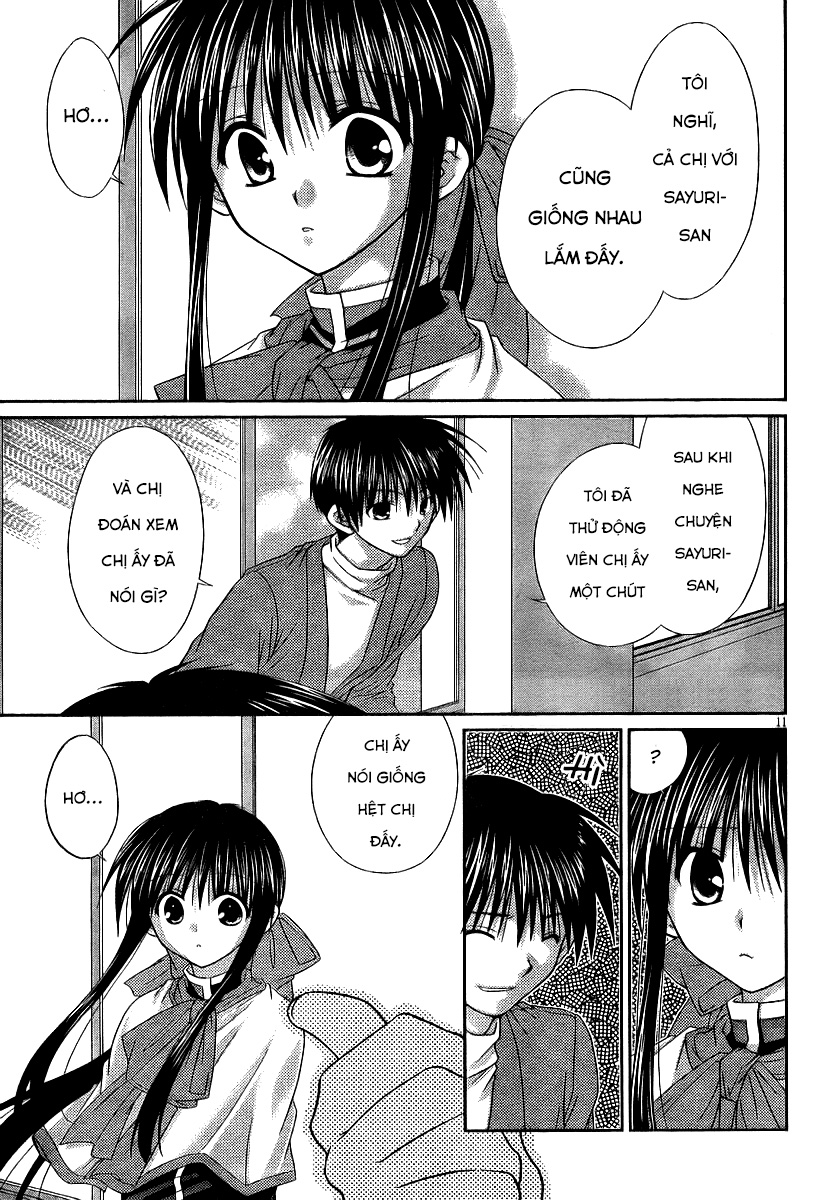 TÔI
NGHĨ,
CẢ CHỊ VỚI
SAYURI-
SAN
CŨNG
GIỐNG NHAU
LẮM ĐẤY.
HƠ...
SAU KHI
NGHE
CHUYỆN
SAYURI-
SAN,
TÔI ĐÃ
THỬ ĐỘNG
VIÊN CHỊ ẤY
MỘT CHÚT
VÀ CHỊ
ĐOÁN XEM
CHỊ ẤY ĐÃ
NÓI GÌ?
11
?
HÌ
CHỊ ẤY
NÓI GIỐNG
HỆT CHỊ
ĐẤY.
HƠ...